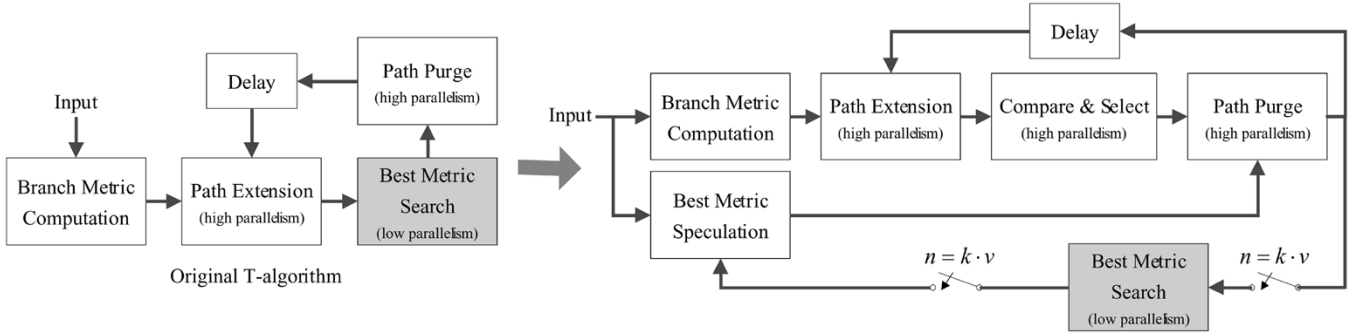 Input
Branch Metric
Computation
Path Extension
(high parallelism)
Delay
Path Purge
(high parallelism)
Best Metric
Search
(low parallelism)
Original T-algorithm
Input
Branch Metric
Computation
Path Extension
(high parallelism)
Compare & Select
(high parallelism)
Path Purge
(high parallelism)
Delay
Best Metric
Speculation
n = k · v
Best Metric
Search
(low parallelism)
n = k · v